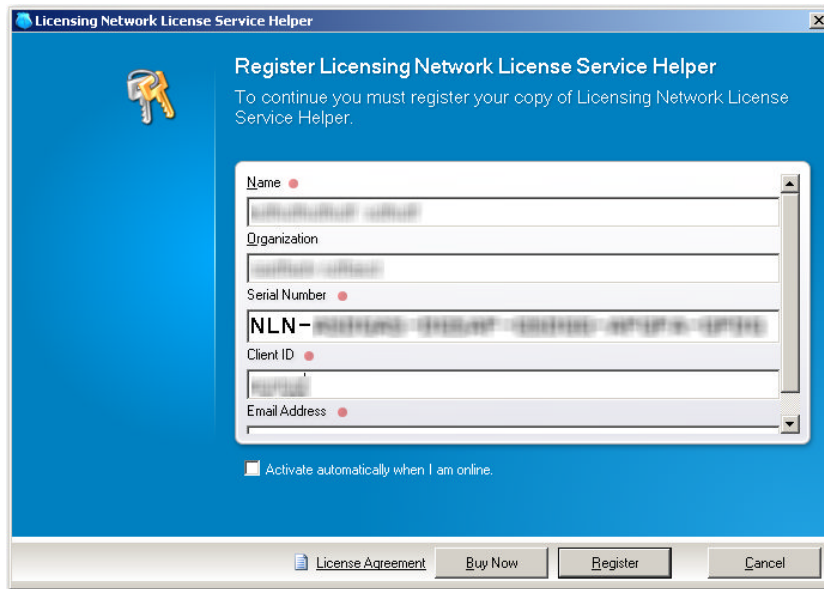 Licensing Network License Service Helper
Register Licensing Network License Service Helper
To continue you must register your copy of Licensing Network License
Service Helper.
Name
Organization
Serial Number
NLN-
Client ID
Email Address
Activate automatically when I am online.
License Agreement
Buy Now
Register
Cancel